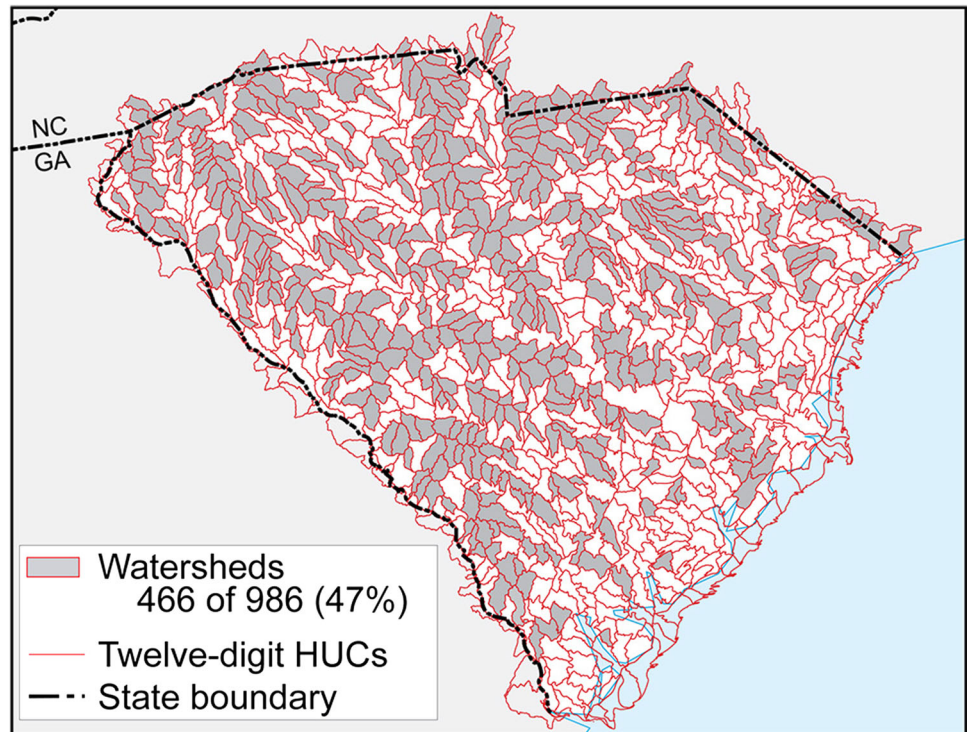 NC
GA
Watersheds
466 of 986 (47%)
Twelve-digit HUCs
State boundary